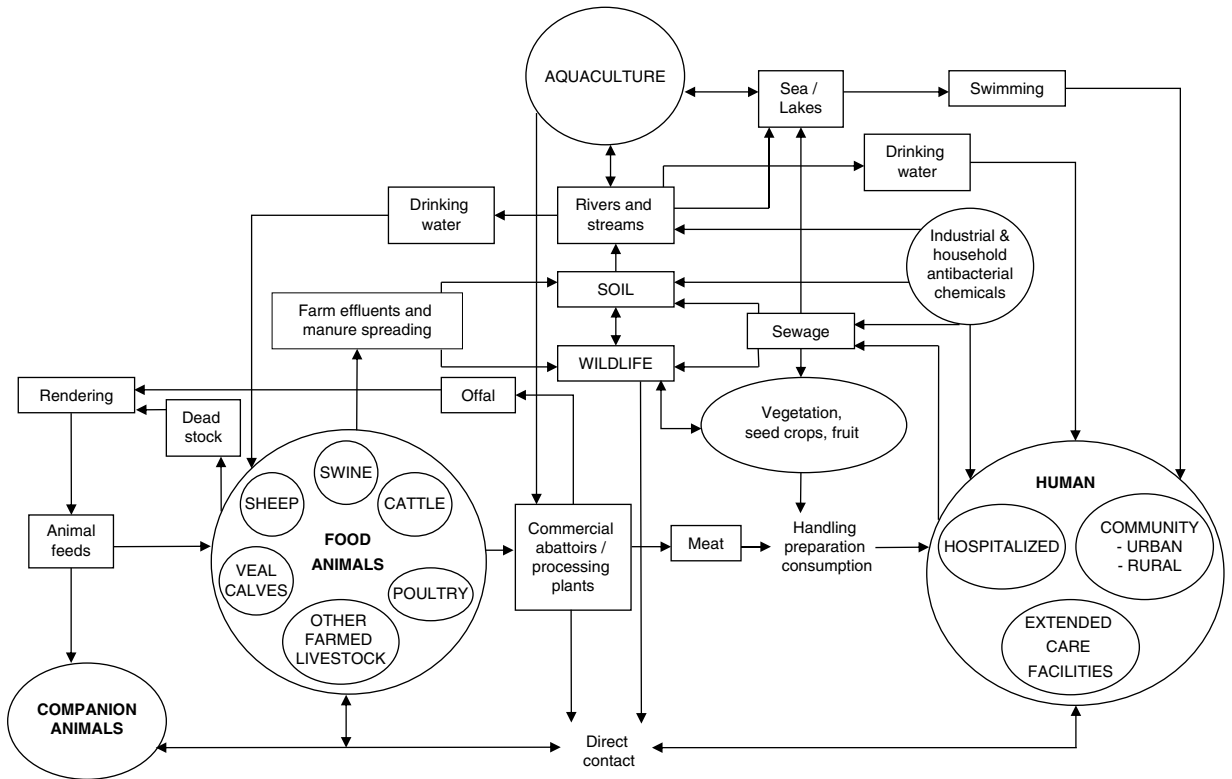 AQUACULTURE
Sea /
Lakes
Swimming
Drinking
water
Drinking
water
Rivers and
streams
Industrial &
household
antibacterial
chemicals
SOIL
Farm effluents and
manure spreading
Sewage
WILDLIFE
Rendering
Offal
Dead
stock
Vegetation,
seed crops, fruit
SWINE
SHEEP
CATTLE
FOOD
ANIMALS
VEAL
CALVES
POULTRY
OTHER
FARMED
LIVESTOCK
Animal
feeds
Commercial
abattoirs /
processing
plants
Meat
Handling
preparation
consumption
HUMAN
HOSPITALIZED
COMMUNITY
- URBAN
- RURAL
EXTENDED
CARE
FACILITIES
COMPANION
ANIMALS
Direct
contact